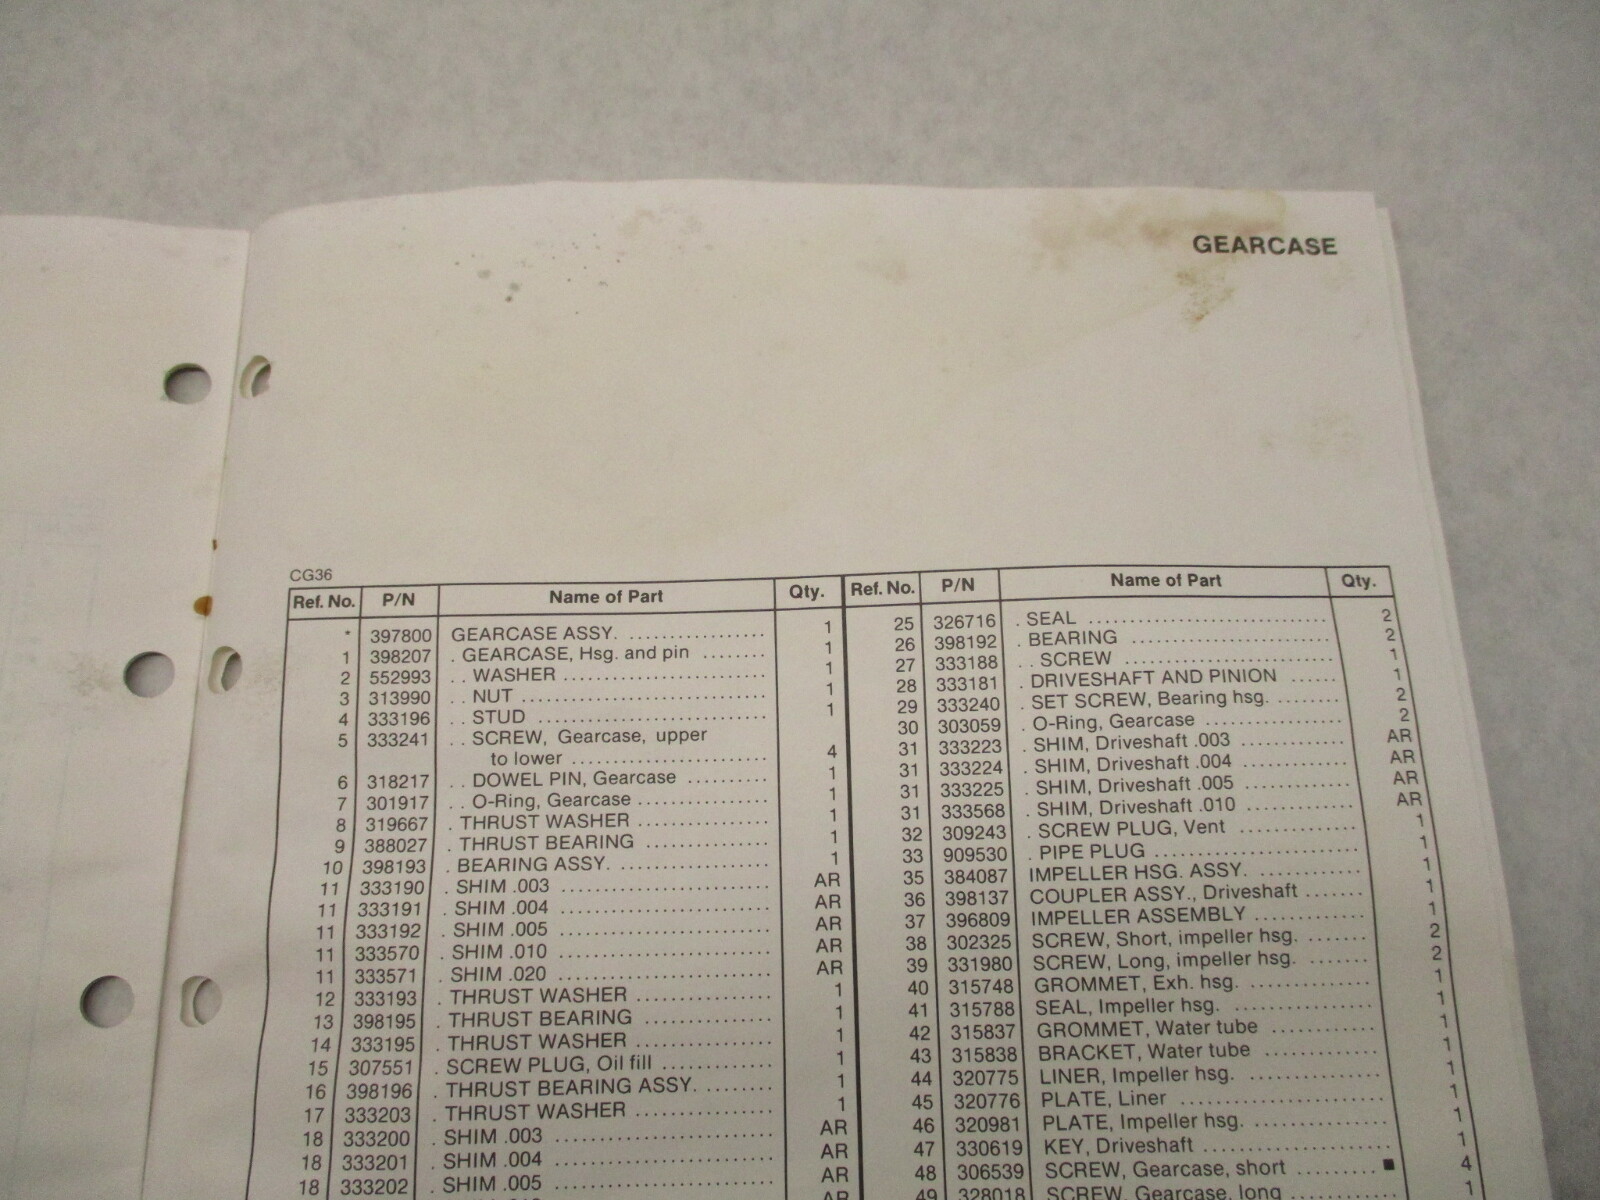 GEARCASE
CG36
Ref. No. P/N Name of Part Qty.
* 397800 GEARCASE ASSY. .................. 1
1 398207 . GEARCASE, Hsg. and pin ........ 1
2 552993 . . WASHER ......................... 1
3 313990 . . NUT .............................. 1
4 333196 . . STUD ............................ 1
5 333241 . . SCREW, Gearcase, upper
to lower ......................... 4
6 318217 . . DOWEL PIN, Gearcase .......... 1
7 301917 . . O-Ring, Gearcase ................ 1
8 319667 . THRUST WASHER ................. 1
9 388027 . THRUST BEARING ................. 1
10 398193 . BEARING ASSY. .................... 1
11 333190 . SHIM .003 .......................... AR
11 333191 . SHIM .004 .......................... AR
11 333192 . SHIM .005 .......................... AR
11 333570 . SHIM .010 .......................... AR
11 333571 . SHIM .020 .......................... AR
12 333193 . THRUST WASHER ................. 1
13 398195 . THRUST BEARING ................ 1
14 333195 . THRUST WASHER ................. 1
15 307551 . SCREW PLUG, Oil fill .............. 1
16 398196 . THRUST BEARING ASSY. ......... 1
17 333203 . THRUST WASHER .................. 1
18 333200 . SHIM .003 ........................... AR
18 333201 . SHIM .004 ........................... AR
18 333202 . SHIM .005 ........................... AR
AR
Ref. No. P/N Name of Part Qty.
25 326716 . SEAL .............................. 2
26 398192 . BEARING .......................... 2
27 333188 . . SCREW .......................... 1
28 333181 . DRIVESHAFT AND PINION ...... 1
29 333240 . SET SCREW, Bearing hsg. ........ 2
30 303059 . O-Ring, Gearcase ................. 2
31 333223 . SHIM, Driveshaft .003 ............. AR
31 333224 . SHIM, Driveshaft .004 ............. AR
31 333225 . SHIM, Driveshaft .005 ............. AR
31 333568 . SHIM, Driveshaft .010 ............. AR
32 309243 . SCREW PLUG, Vent ............... 1
33 909530 . PIPE PLUG ......................... 1
35 384087 IMPELLER HSG. ASSY. ............. 1
36 398137 COUPLER ASSY., Driveshaft ....... 1
37 396809 IMPELLER ASSEMBLY ............. 1
38 302325 SCREW, Short, impeller hsg. ........ 2
39 331980 SCREW, Long, impeller hsg. ........ 2
40 315748 GROMMET, Exh. hsg. .............. 1
41 315788 SEAL, Impeller hsg. ................ 1
42 315837 GROMMET, Water tube ............ 1
43 315838 BRACKET, Water tube ............. 1
44 320775 LINER, Impeller hsg. ............... 1
45 320776 PLATE, Liner ....................... 1
46 320981 PLATE, Impeller hsg. ............... 1
47 330619 KEY, Driveshaft ..................... 1
48 306539 SCREW, Gearcase, short ......... ■ 4
49 328018 SCREW, Gearcase, long .......... 1